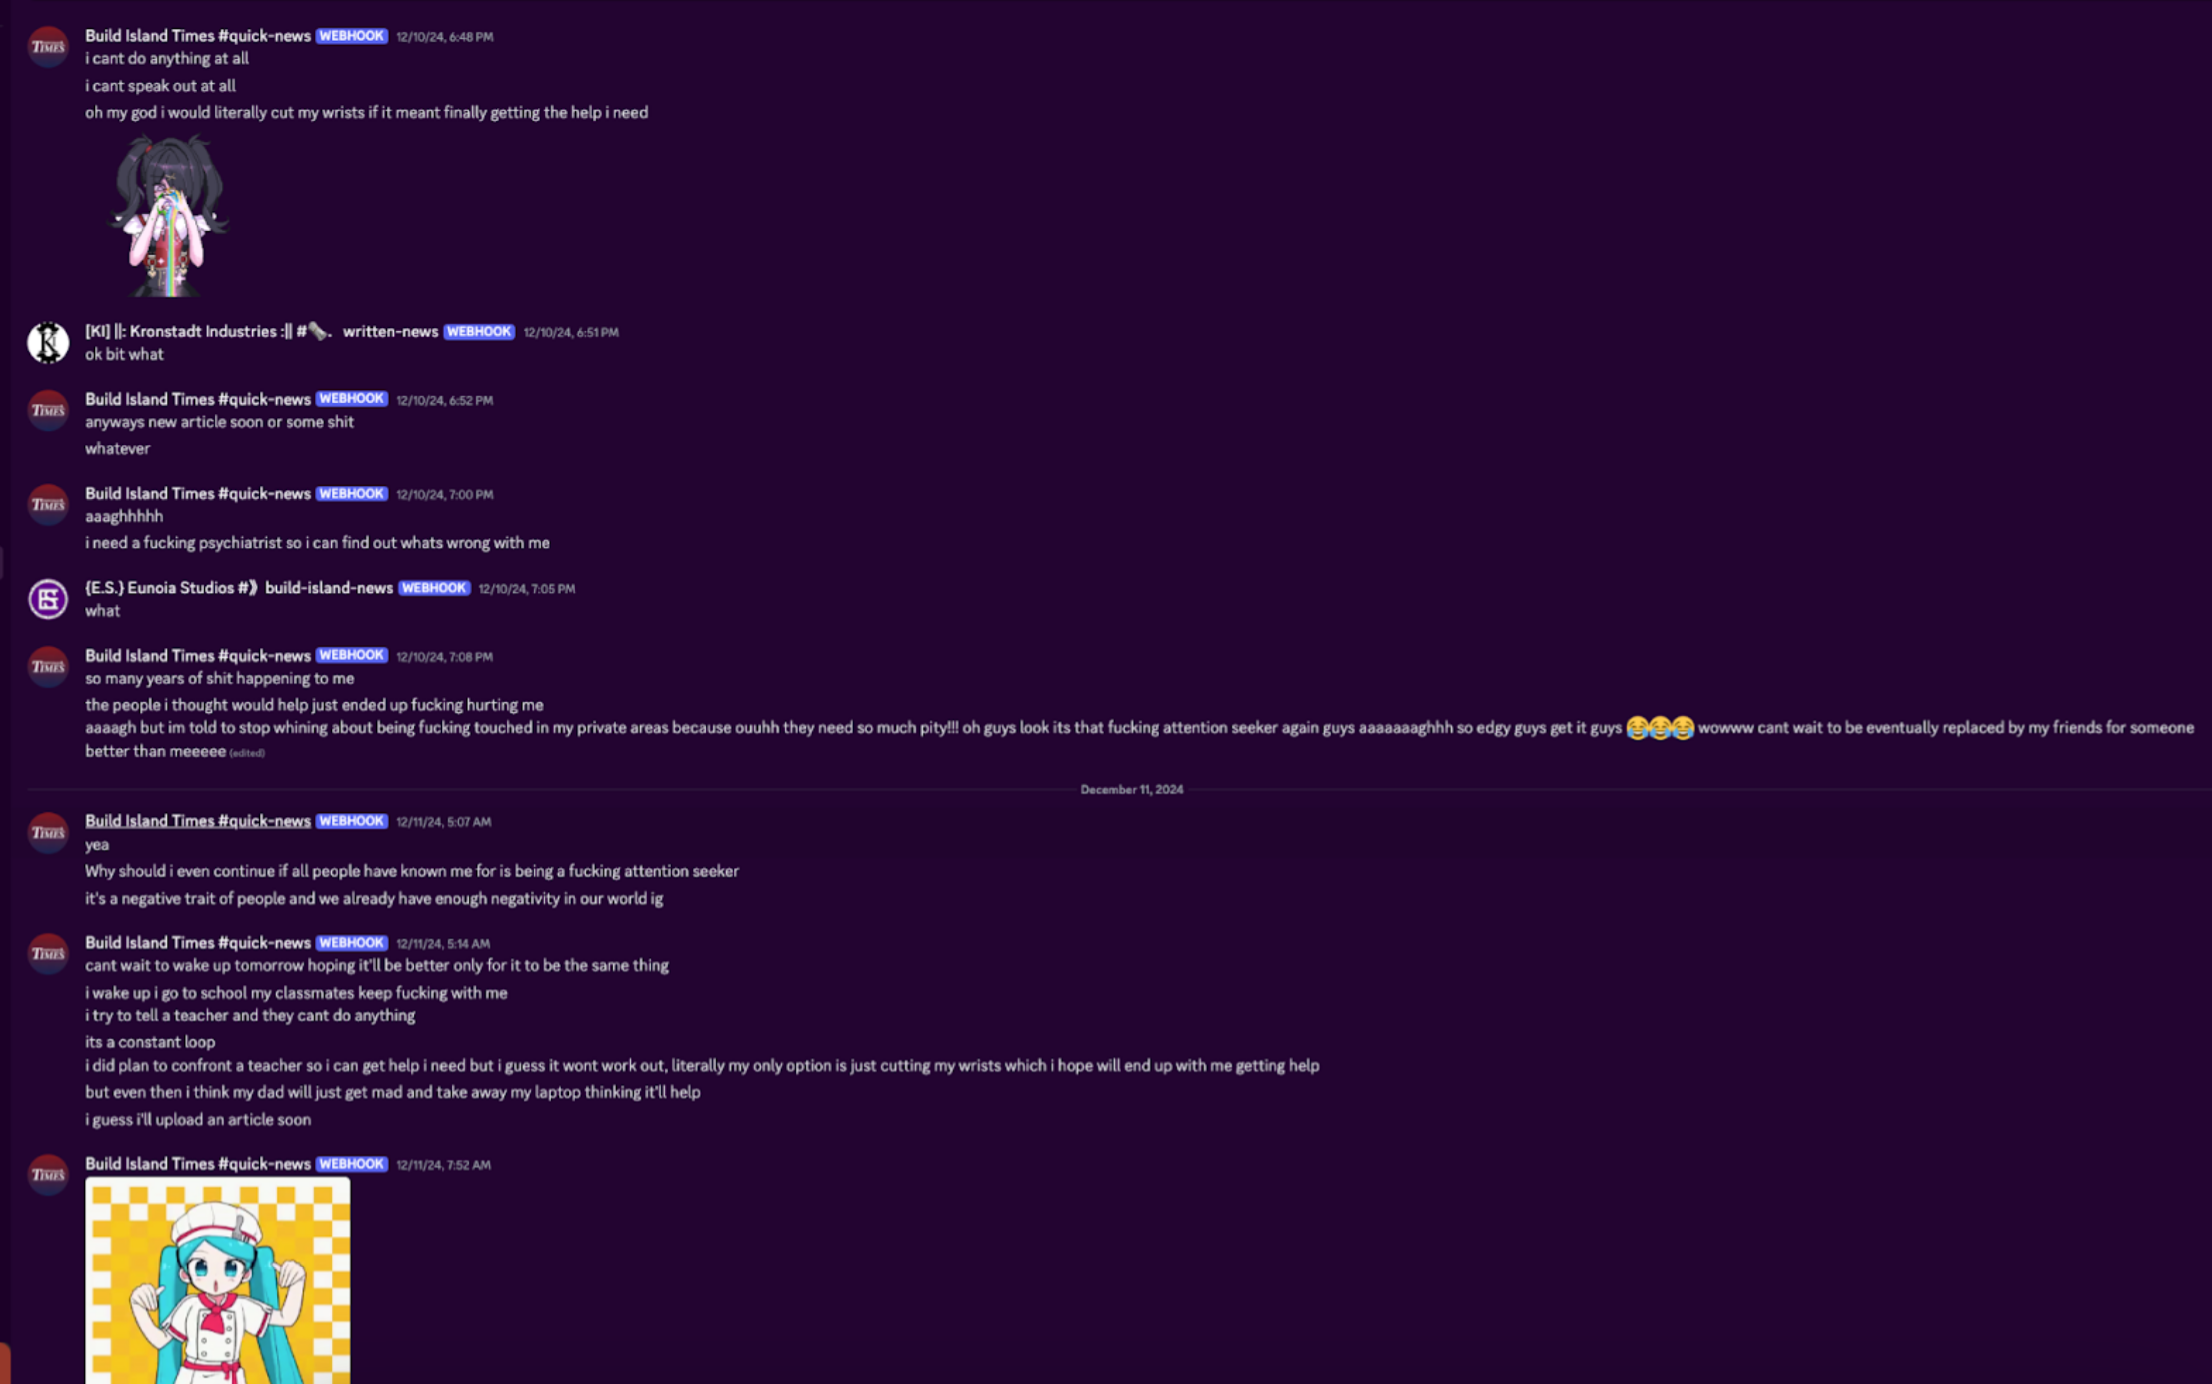 Build Island Times #quick-news WEBHOOK 12/10/24, 6:48 PM
i cant do anything at all
i cant speak out at all
oh my god i would literally cut my wrists if it meant finally getting the help i need
[KI] ||: Kronstadt Industries :|| #🗞. written-news WEBHOOK 12/10/24, 6:51 PM
ok bit what
TIMES
Build Island Times #quick-news WEBHOOK 12/10/24, 6:52 PM
anyways new article soon or some shit
whatever
TIMES
Build Island Times #quick-news WEBHOOK 12/10/24, 7:00 PM
aaaghhhhh
i need a fucking psychiatrist so i can find out whats wrong with me
{E.S.} Eunoia Studios #》 build-island-news WEBHOOK 12/10/24, 7:05 PM
what
TIMES
Build Island Times #quick-news WEBHOOK 12/10/24, 7:08 PM
so many years of shit happening to me
the people i thought would help just ended up fucking hurting me
aaaagh but im told to stop whining about being fucking touched in my private areas because ouuhh they need so much pity!!! oh guys look its that fucking attention seeker again guys aaaaaaaghhh so edgy guys get it guys 😂😂😂 wowww cant wait to be eventually replaced by my friends for someone
better than meeeee (edited)
December 11, 2024
TIMES
Build Island Times #quick-news WEBHOOK 12/11/24, 5:07 AM
yea
Why should i even continue if all people have known me for is being a fucking attention seeker
it's a negative trait of people and we already have enough negativity in our world ig
TIMES
Build Island Times #quick-news WEBHOOK 12/11/24, 5:14 AM
cant wait to wake up tomorrow hoping it'll be better only for it to be the same thing
i wake up i go to school my classmates keep fucking with me
i try to tell a teacher and they cant do anything
its a constant loop
i did plan to confront a teacher so i can get help i need but i guess it wont work out, literally my only option is just cutting my wrists which i hope will end up with me getting help
but even then i think my dad will just get mad and take away my laptop thinking it'll help
i guess i'll upload an article soon
TIMES
Build Island Times #quick-news WEBHOOK 12/11/24, 7:52 AM